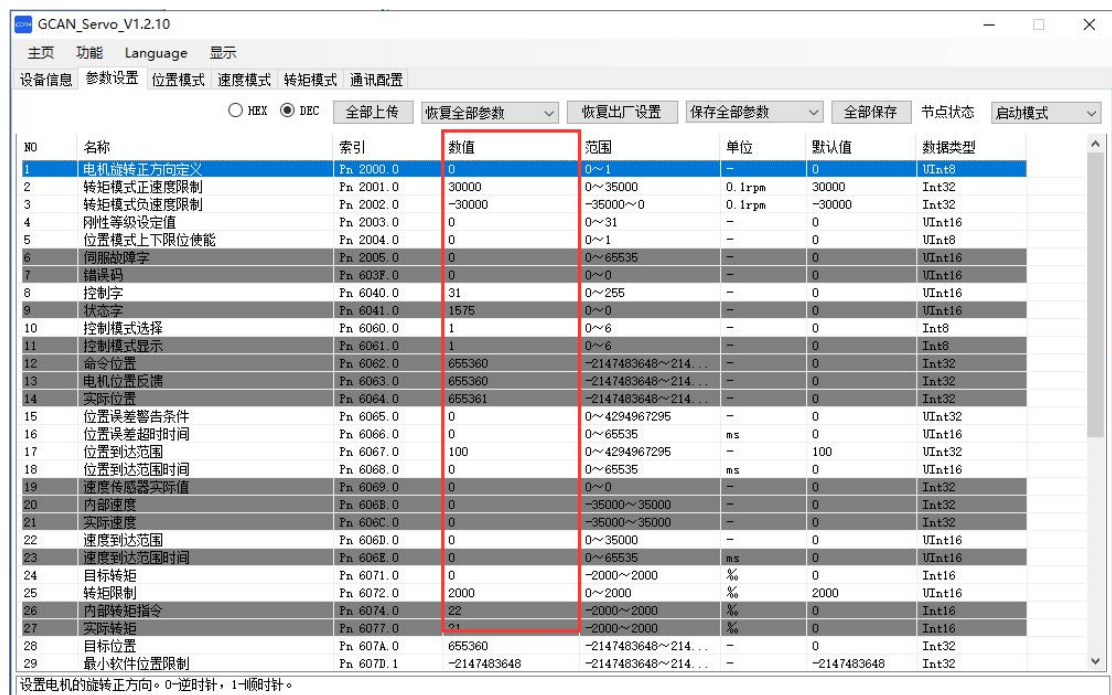 GCAN_Servo_V1.2.10
主页 功能 Language 显示
设备信息 参数设置 位置模式 速度模式 转矩模式 通讯配置
HEX DEC 全部上传 恢复全部参数 恢复出厂设置 保存全部参数 全部保存 节点状态 启动模式
NO 名称 索引 数值 范围 单位 默认值 数据类型
1 电机旋转正方向定义 Pn 2000.0 0 0~1 - 0 UInt8
2 转矩模式正速度限制 Pn 2001.0 30000 0~35000 0.1rpm 30000 Int32
3 转矩模式负速度限制 Pn 2002.0 -30000 -35000~0 0.1rpm -30000 Int32
4 刚性等级设定值 Pn 2003.0 0 0~31 - 0 UInt16
5 位置模式上下限位使能 Pn 2004.0 0 0~1 - 0 UInt8
6 伺服故障字 Pn 2005.0 0 0~65535 - 0 UInt16
7 错误码 Pn 603F.0 0 0~0 - 0 UInt16
8 控制字 Pn 6040.0 31 0~255 - 0 UInt16
9 状态字 Pn 6041.0 1575 0~0 - 0 UInt16
10 控制模式选择 Pn 6060.0 1 0~6 - 0 Int8
11 控制模式显示 Pn 6061.0 1 0~6 - 0 Int8
12 命令位置 Pn 6062.0 655360 -2147483648~214... - 0 Int32
13 电机位置反馈 Pn 6063.0 655360 -2147483648~214... - 0 Int32
14 实际位置 Pn 6064.0 655361 -2147483648~214... - 0 Int32
15 位置误差警告条件 Pn 6065.0 0 0~4294967295 - 0 UInt32
16 位置误差超时时间 Pn 6066.0 0 0~65535 ms 0 UInt16
17 位置到达范围 Pn 6067.0 100 0~4294967295 - 100 UInt32
18 位置到达范围时间 Pn 6068.0 0 0~65535 ms 0 UInt16
19 速度传感器实际值 Pn 6069.0 0 0~0 - 0 Int32
20 内部速度 Pn 606B.0 0 -35000~35000 - 0 Int32
21 实际速度 Pn 606C.0 0 -35000~35000 - 0 Int32
22 速度到达范围 Pn 606D.0 0 0~35000 - 0 UInt16
23 速度到达范围时间 Pn 606E.0 0 0~65535 ms 0 UInt16
24 目标转矩 Pn 6071.0 0 -2000~2000 ‰ 0 Int16
25 转矩限制 Pn 6072.0 2000 0~2000 ‰ 2000 UInt16
26 内部转矩指令 Pn 6074.0 22 -2000~2000 ‰ 0 Int16
27 实际转矩 Pn 6077.0 21 -2000~2000 ‰ 0 Int16
28 目标位置 Pn 607A.0 655360 -2147483648~214... - 0 Int32
29 最小软件位置限制 Pn 607D.1 -2147483648 -2147483648~214... - -2147483648 Int32
设置电机的旋转正方向。0-逆时针，1-顺时针。